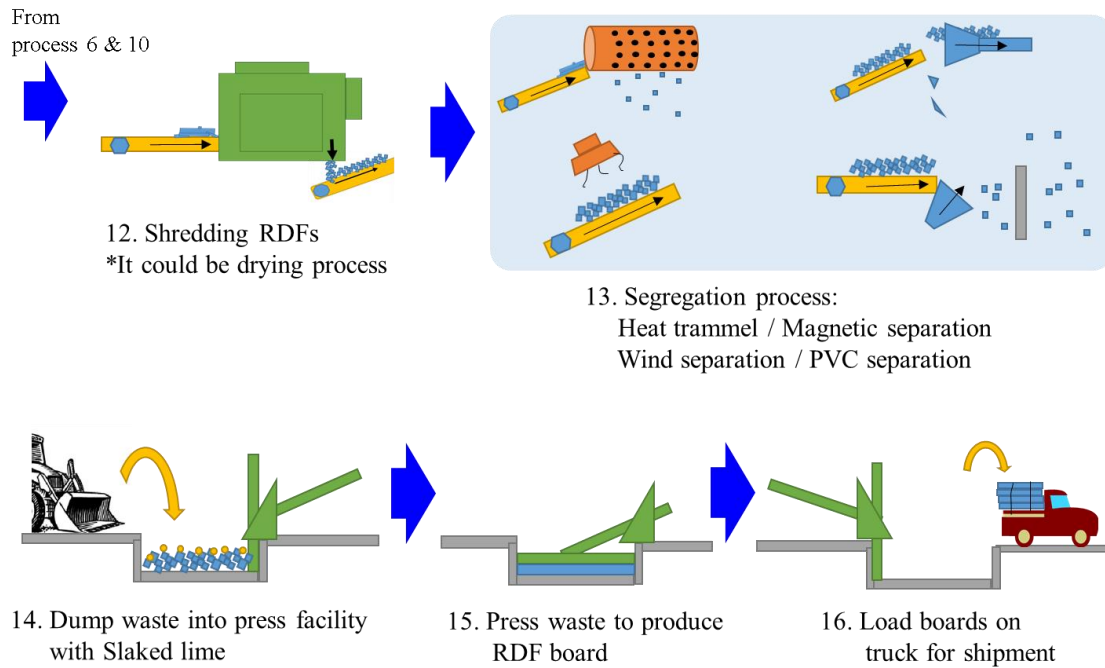 From
process 6 & 10
12. Shredding RDFs
*It could be drying process
13. Segregation process:
Heat trammel / Magnetic separation
Wind separation / PVC separation
14. Dump waste into press facility
with Slaked lime
15. Press waste to produce
RDF board
16. Load boards on
truck for shipment